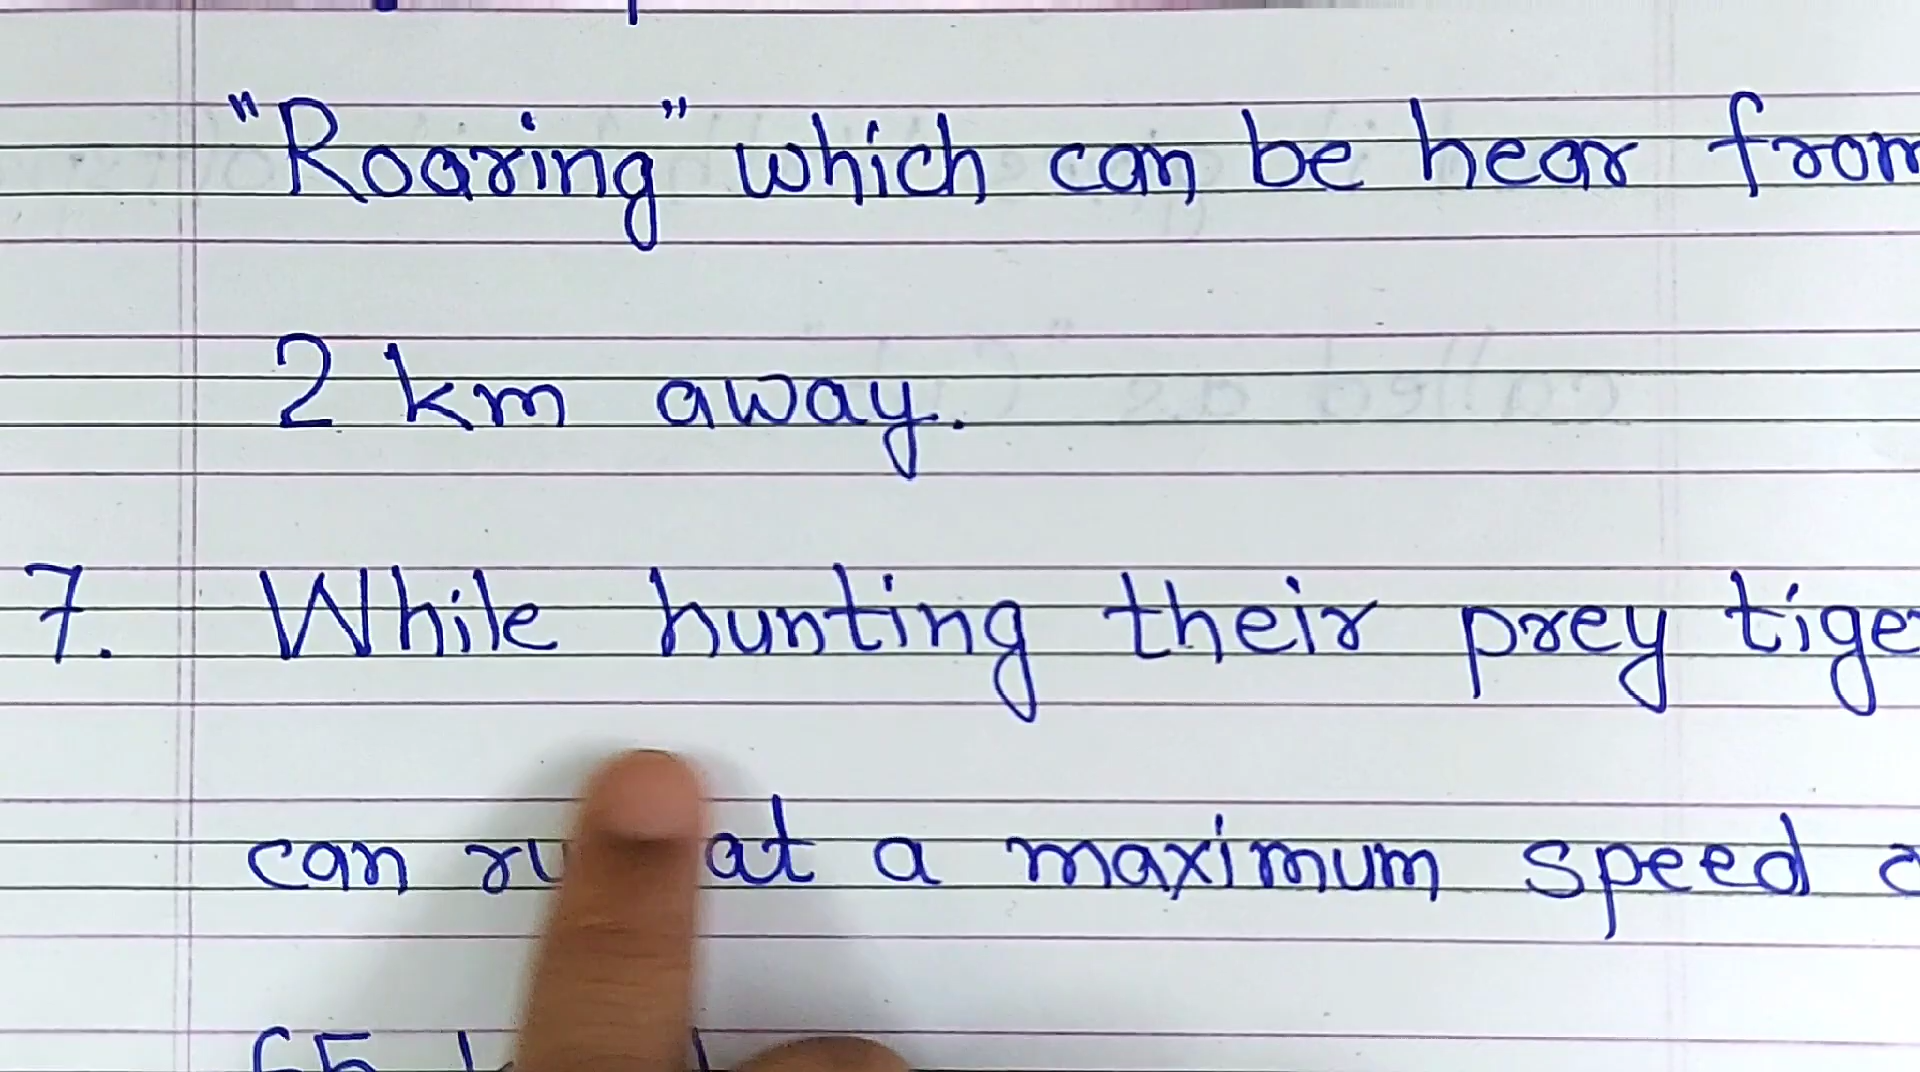 "Roaring" which can be hear from
2 km away.
7. While hunting their prey tige
can at a maximum speed
65